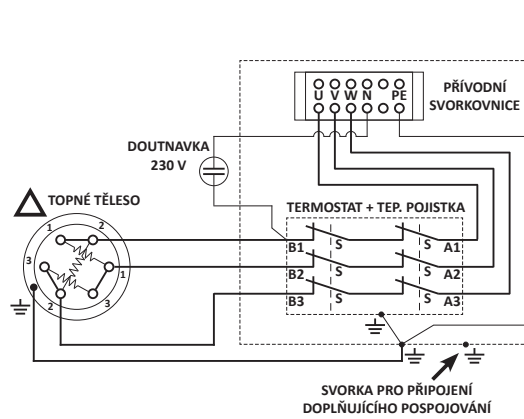 U V W N PE
PŘÍVODNÍ
SVORKOVNICE
DOUTNAVKA
230 V
TOPNÉ TĚLESO
TERMOSTAT + TEP. POJISTKA
B1 S S A1
B2 S S A2
B3 S S A3
1 2
3 1
2 3
SVORKA PRO PŘIPOJENÍ
DOPLŇUJÍCÍHO POSPOJOVÁNÍ